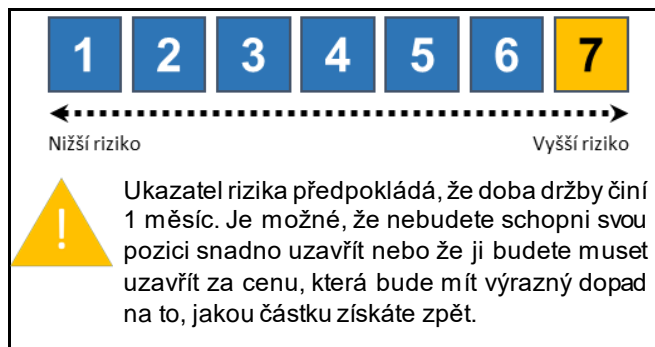 1 2 3 4 5 6 7
Nižší riziko Vyšší riziko
!
Ukazatel rizika předpokládá, že doba držby činí
1 měsíc. Je možné, že nebudete schopni svou
pozici snadno uzavřít nebo že ji budete muset
uzavřít za cenu, která bude mít výrazný dopad
na to, jakou částku získáte zpět.